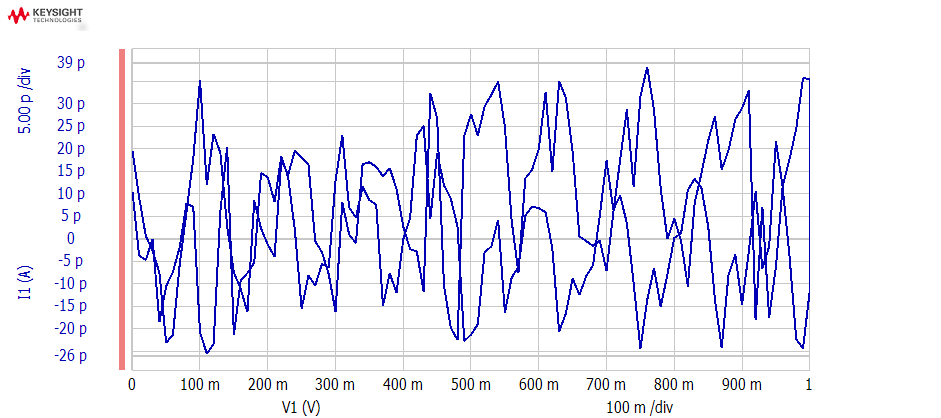 KEYSIGHT
TECHNOLOGIES
5.00 p /div
I1 (A)
39 p
30 p
25 p
20 p
15 p
10 p
5 p
0
-5 p
-10 p
-15 p
-20 p
-26 p
0 100 m 200 m 300 m 400 m 500 m 600 m 700 m 800 m 900 m 1
V1 (V) 100 m /div